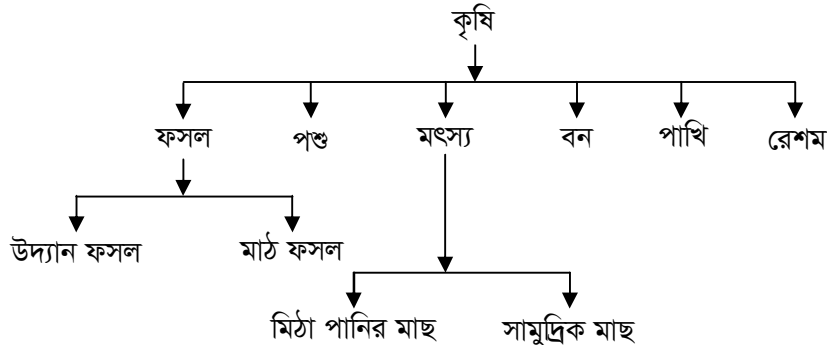 কৃষি
ফসল পশু মৎস্য বন পাখি রেশম
উদ্যান ফসল মাঠ ফসল
মিঠা পানির মাছ সামুদ্রিক মাছ